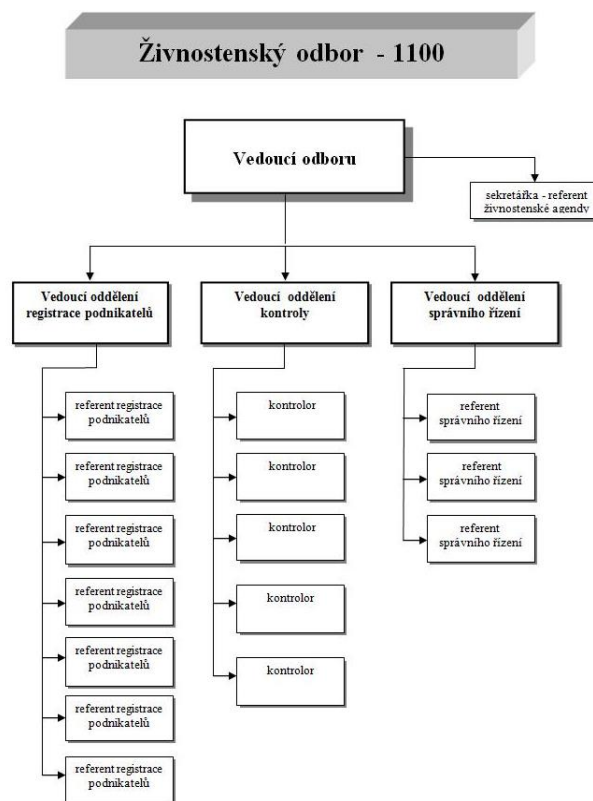 Živnostenský odbor - 1100
Vedoucí odboru
sekretářka - referent
živnostenské agendy
Vedoucí oddělení
registrace podnikatelů
referent registrace
podnikatelů
referent registrace
podnikatelů
referent registrace
podnikatelů
referent registrace
podnikatelů
referent registrace
podnikatelů
referent registrace
podnikatelů
referent registrace
podnikatelů
Vedoucí oddělení
kontroly
kontrolor
kontrolor
kontrolor
kontrolor
kontrolor
Vedoucí oddělení
správního řízení
referent
správního řízení
referent
správního řízení
referent
správního řízení